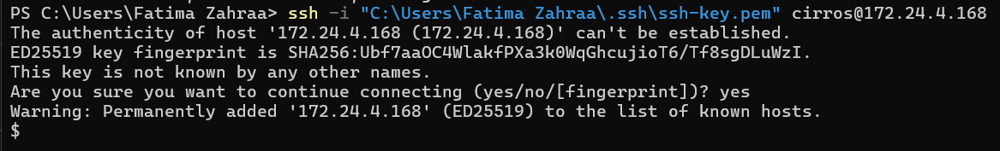 PS C:\Users\Fatima Zahraa> ssh -i "C:\Users\Fatima Zahraa\.ssh\ssh-key.pem" cirros@172.24.4.168
The authenticity of host '172.24.4.168 (172.24.4.168)' can't be established.
ED25519 key fingerprint is SHA256:Ubf7aaOC4WlakfPXa3k0WqGhcujioT6/Tf8sgDLuWzI.
This key is not known by any other names.
Are you sure you want to continue connecting (yes/no/[fingerprint])? yes
Warning: Permanently added '172.24.4.168' (ED25519) to the list of known hosts.
$